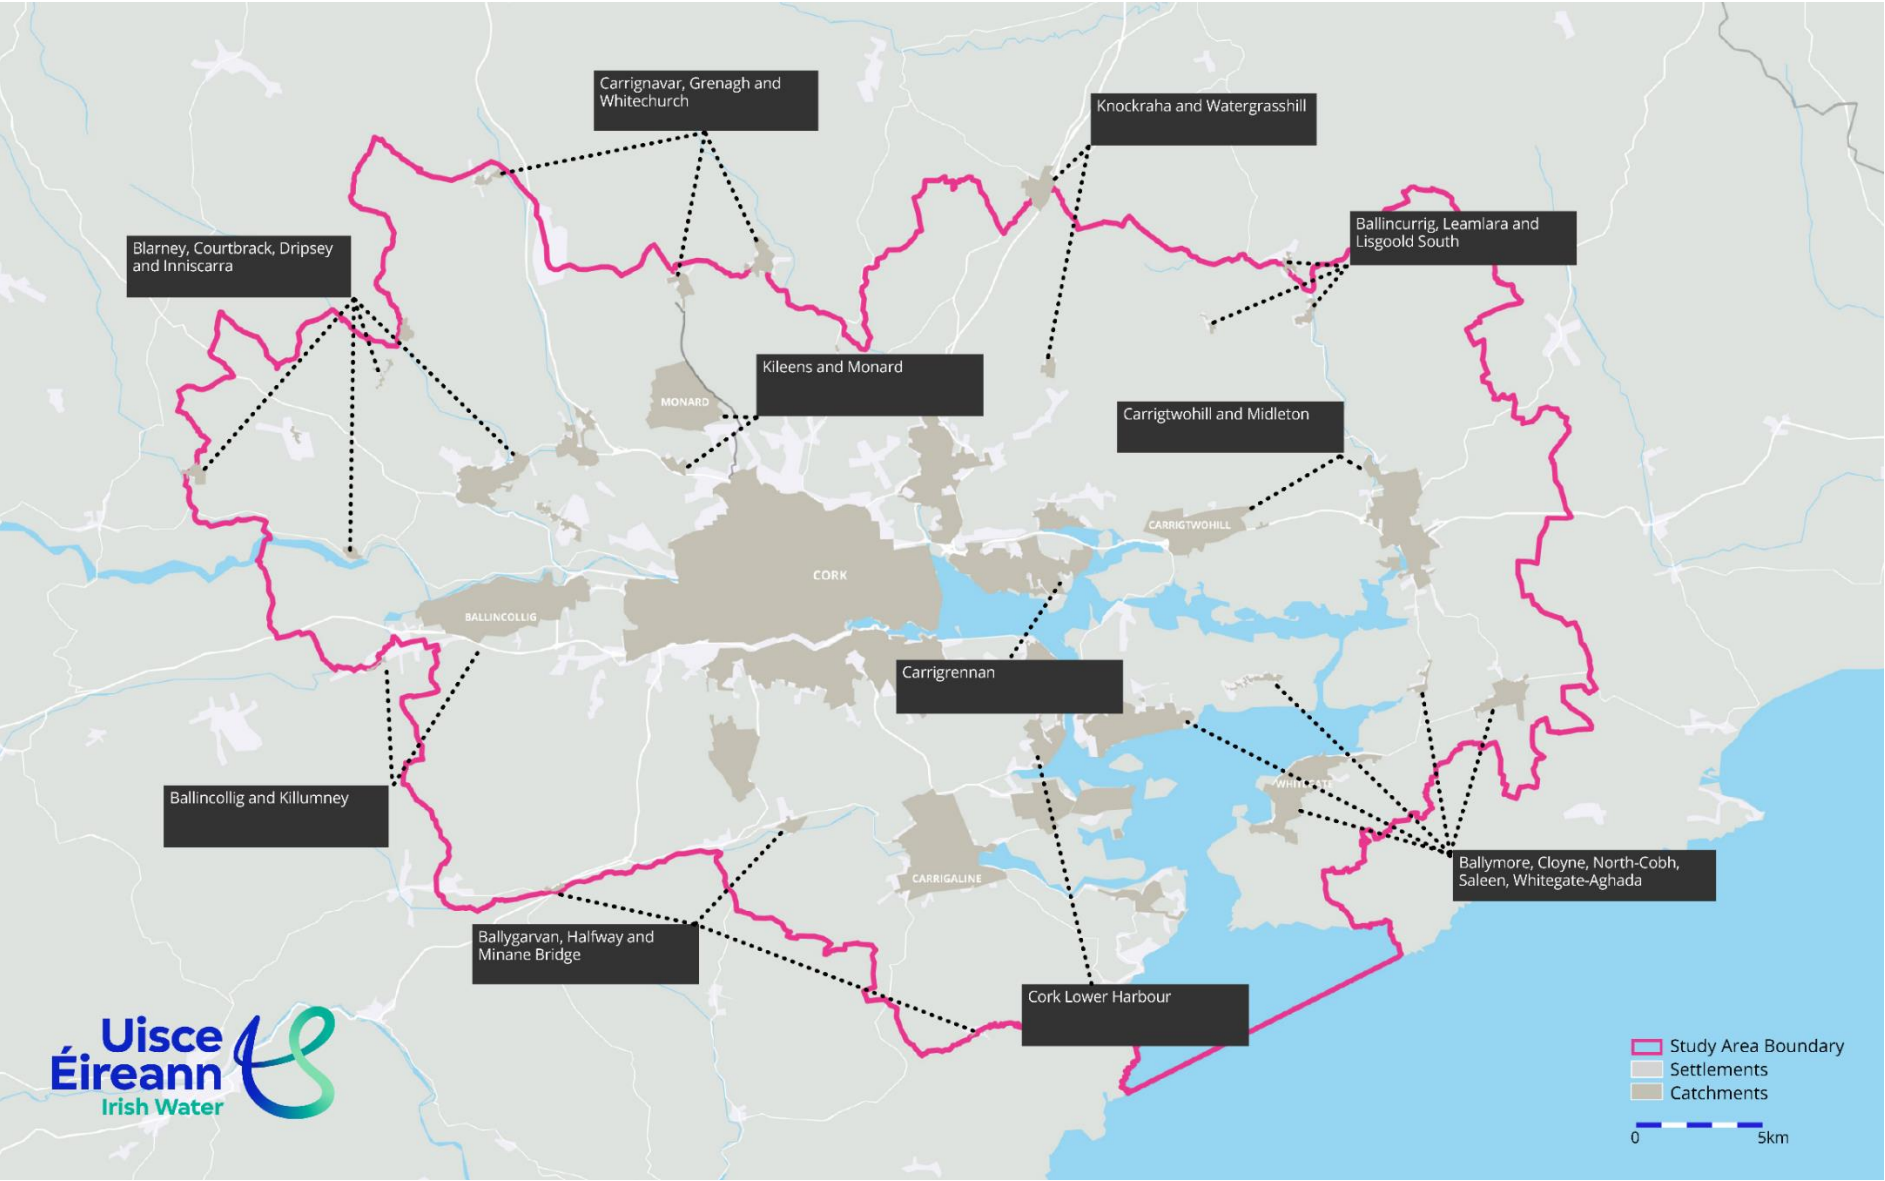 Carrignavar, Grenagh and
Whitechurch
Knockraha and Watergrasshill
Ballincurrig, Leamlara and
Lisgoold South
Blarney, Courtbrack, Dripsey
and Inniscarra
Kileens and Monard
MONARD
Carrigtwohill and Midleton
CARRIGTWOHILL
CORK
BALLINCOLLIG
Carrigrennan
WHITEGATE
Ballincollig and Killumney
Ballymore, Cloyne, North-Cobh,
Saleen, Whitegate-Aghada
CARRIGALINE
Ballygarvan, Halfway and
Minane Bridge
Cork Lower Harbour
Uisce
Éireann
Irish Water
Study Area Boundary
Settlements
Catchments
0 5km